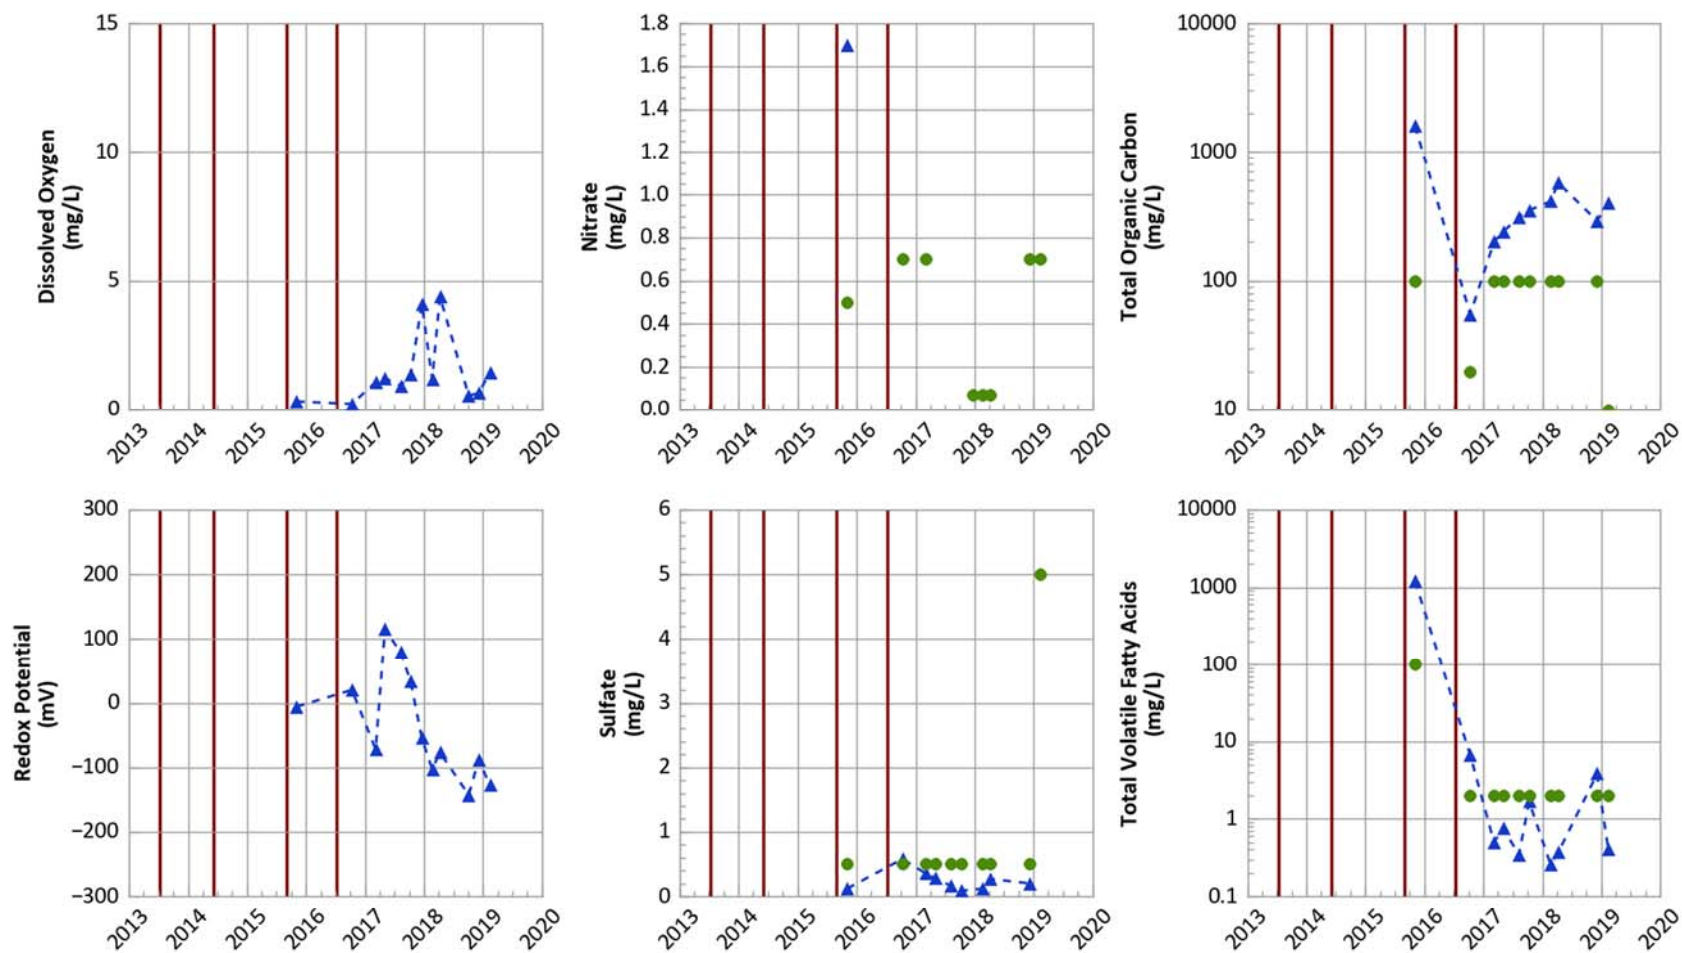 Dissolved Oxygen
(mg/L)
15
10
5
0
2013 2014 2015 2016 2017 2018 2019 2020
Nitrate
(mg/L)
1.8
1.6
1.4
1.2
1.0
0.8
0.6
0.4
0.2
0.0
2013 2014 2015 2016 2017 2018 2019 2020
Total Organic Carbon
(mg/L)
10000
1000
100
10
2013 2014 2015 2016 2017 2018 2019 2020
Redox Potential
(mV)
300
200
100
0
−100
−200
−300
2013 2014 2015 2016 2017 2018 2019 2020
Sulfate
(mg/L)
6
5
4
3
2
1
0
2013 2014 2015 2016 2017 2018 2019 2020
Total Volatile Fatty Acids
(mg/L)
10000
1000
100
10
1
0.1
2013 2014 2015 2016 2017 2018 2019 2020